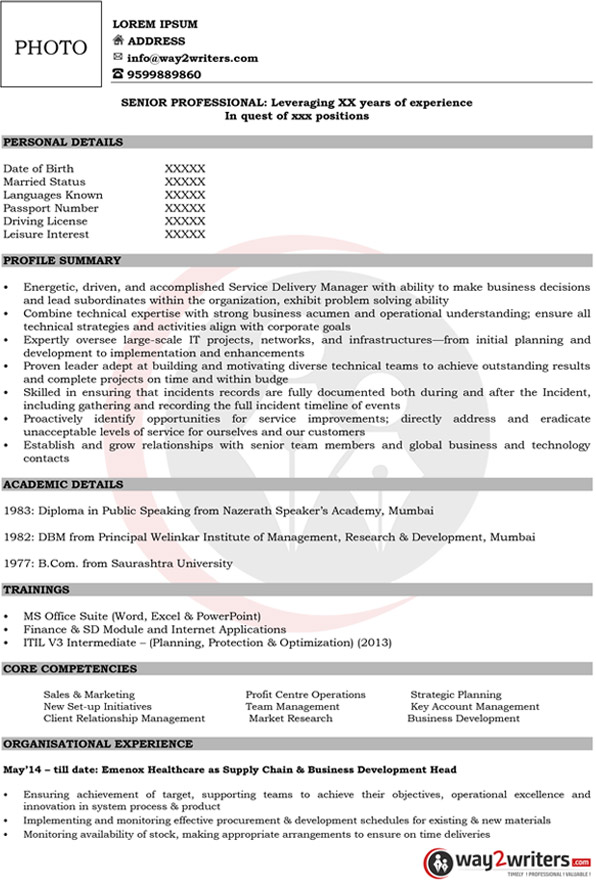 PHOTO
LOREM IPSUM
ADDRESS
info@way2writers.com
9599889860
SENIOR PROFESSIONAL: Leveraging XX years of experience
In quest of xxx positions
PERSONAL DETAILS
Date of Birth XXXXX
Married Status XXXXX
Languages Known XXXXX
Passport Number XXXXX
Driving License XXXXX
Leisure Interest XXXXX
PROFILE SUMMARY
• Energetic, driven, and accomplished Service Delivery Manager with ability to make business decisions
and lead subordinates within the organization, exhibit problem solving ability
• Combine technical expertise with strong business acumen and operational understanding; ensure all
technical strategies and activities align with corporate goals
• Expertly oversee large-scale IT projects, networks, and infrastructures—from initial planning and
development to implementation and enhancements
• Proven leader adept at building and motivating diverse technical teams to achieve outstanding results
and complete projects on time and within budge
• Skilled in ensuring that incidents records are fully documented both during and after the Incident,
including gathering and recording the full incident timeline of events
• Proactively identify opportunities for service improvements; directly address and eradicate
unacceptable levels of service for ourselves and our customers
• Establish and grow relationships with senior team members and global business and technology
contacts
ACADEMIC DETAILS
1983: Diploma in Public Speaking from Nazerath Speaker's Academy, Mumbai
1982: DBM from Principal Welinkar Institute of Management, Research & Development, Mumbai
1977: B.Com. from Saurashtra University
TRAININGS
• MS Office Suite (Word, Excel & PowerPoint)
• Finance & SD Module and Internet Applications
• ITIL V3 Intermediate – (Planning, Protection & Optimization) (2013)
CORE COMPETENCIES
Sales & Marketing Profit Centre Operations Strategic Planning
New Set-up Initiatives Team Management Key Account Management
Client Relationship Management Market Research Business Development
ORGANISATIONAL EXPERIENCE
May'14 – till date: Emenox Healthcare as Supply Chain & Business Development Head
• Ensuring achievement of target, supporting teams to achieve their objectives, operational excellence and
innovation in system process & product
• Implementing and monitoring effective procurement & development schedules for existing & new materials
• Monitoring availability of stock, making appropriate arrangements to ensure on time deliveries
way2writers.com
TIMELY ! PROFESSIONAL ! VALUABLE !